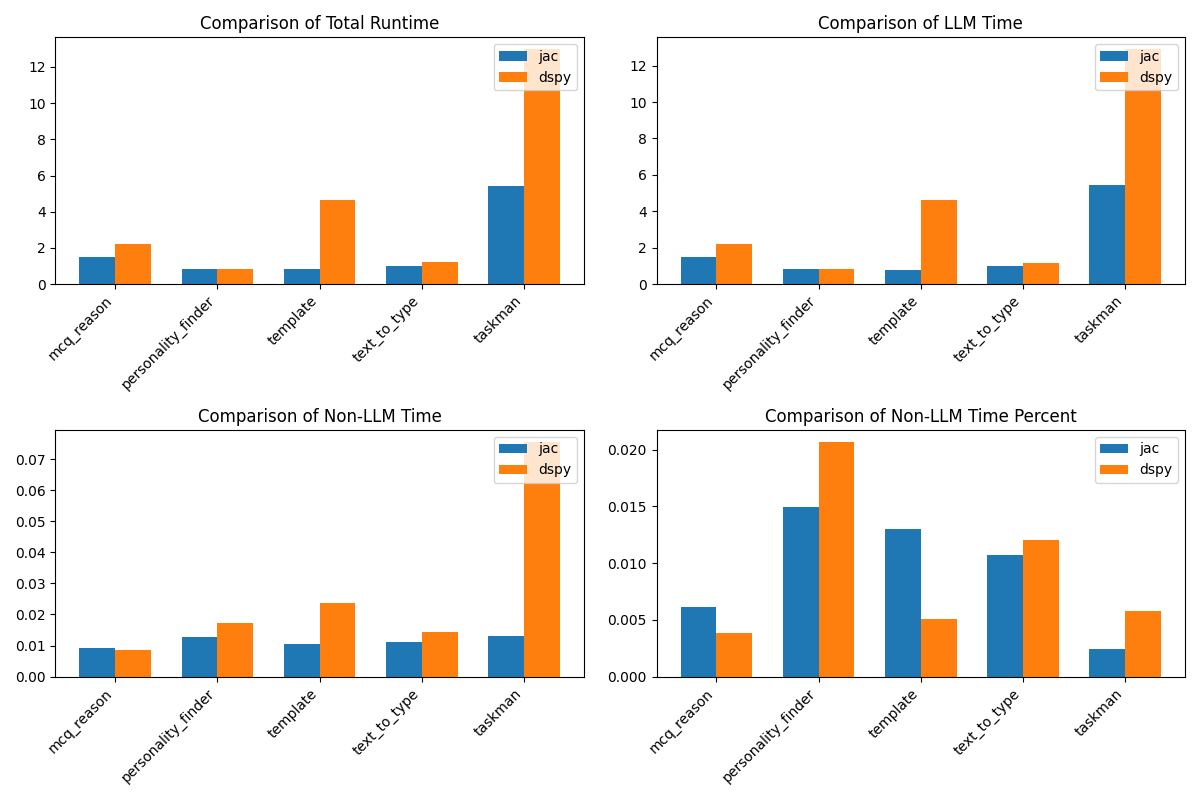 Comparison of Total Runtime
12
10
8
6
4
2
0
jac
dspy
mcq_reason
personality_finder
template
text_to_type
taskman
Comparison of LLM Time
12
10
8
6
4
2
0
jac
dspy
mcq_reason
personality_finder
template
text_to_type
taskman
Comparison of Non-LLM Time
0.07
0.06
0.05
0.04
0.03
0.02
0.01
0.00
jac
dspy
mcq_reason
personality_finder
template
text_to_type
taskman
Comparison of Non-LLM Time Percent
0.020
0.015
0.010
0.005
0.000
jac
dspy
mcq_reason
personality_finder
template
text_to_type
taskman